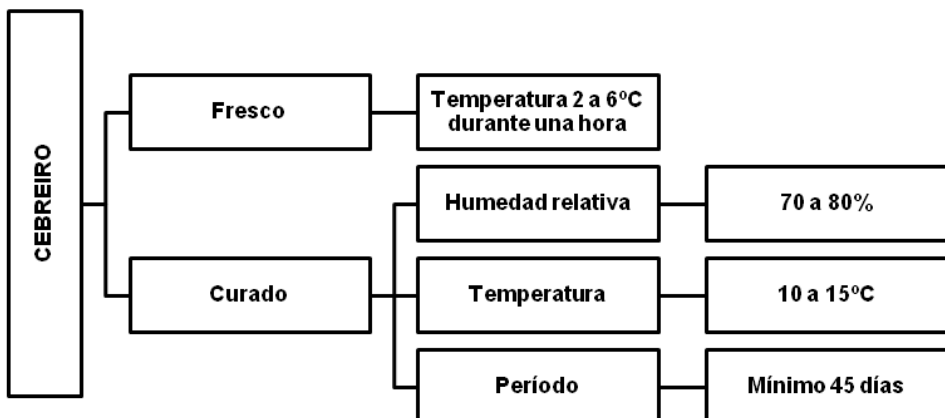 CEBREIRO
Fresco
Temperatura 2 a 6ºC
durante una hora
Curado
Humedad relativa
70 a 80%
Temperatura
10 a 15ºC
Período
Mínimo 45 días